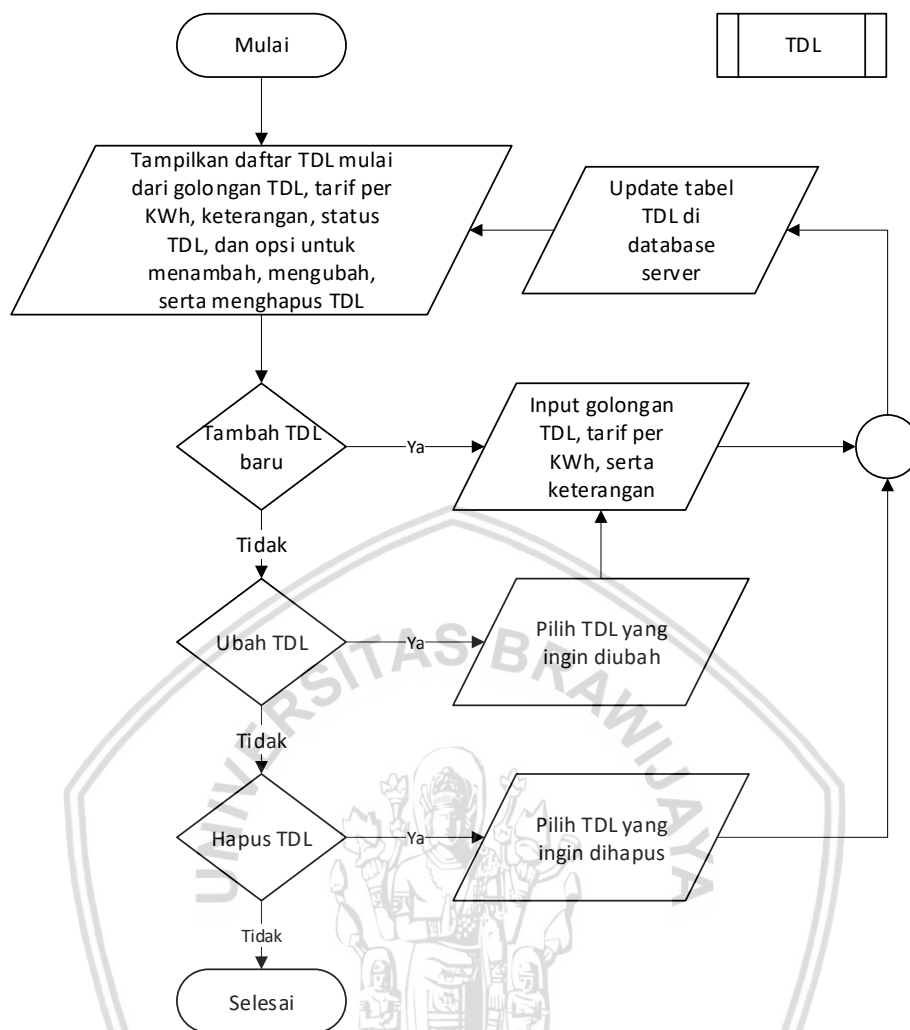 Mulai
TDL
Tampilkan daftar TDL mulai
dari golongan TDL, tarif per
KWh, keterangan, status
TDL, dan opsi untuk
menambah, mengubah,
serta menghapus TDL
Update tabel
TDL di
database
server
Tambah TDL
baru
Ya
Input golongan
TDL, tarif per
KWh, serta
keterangan
Tidak
Ubah TDL
Ya
Pilih TDL yang
ingin diubah
Tidak
Hapus TDL
Ya
Pilih TDL yang
ingin dihapus
Tidak
Selesai
UNIVERSITAS BRAWIJAYA